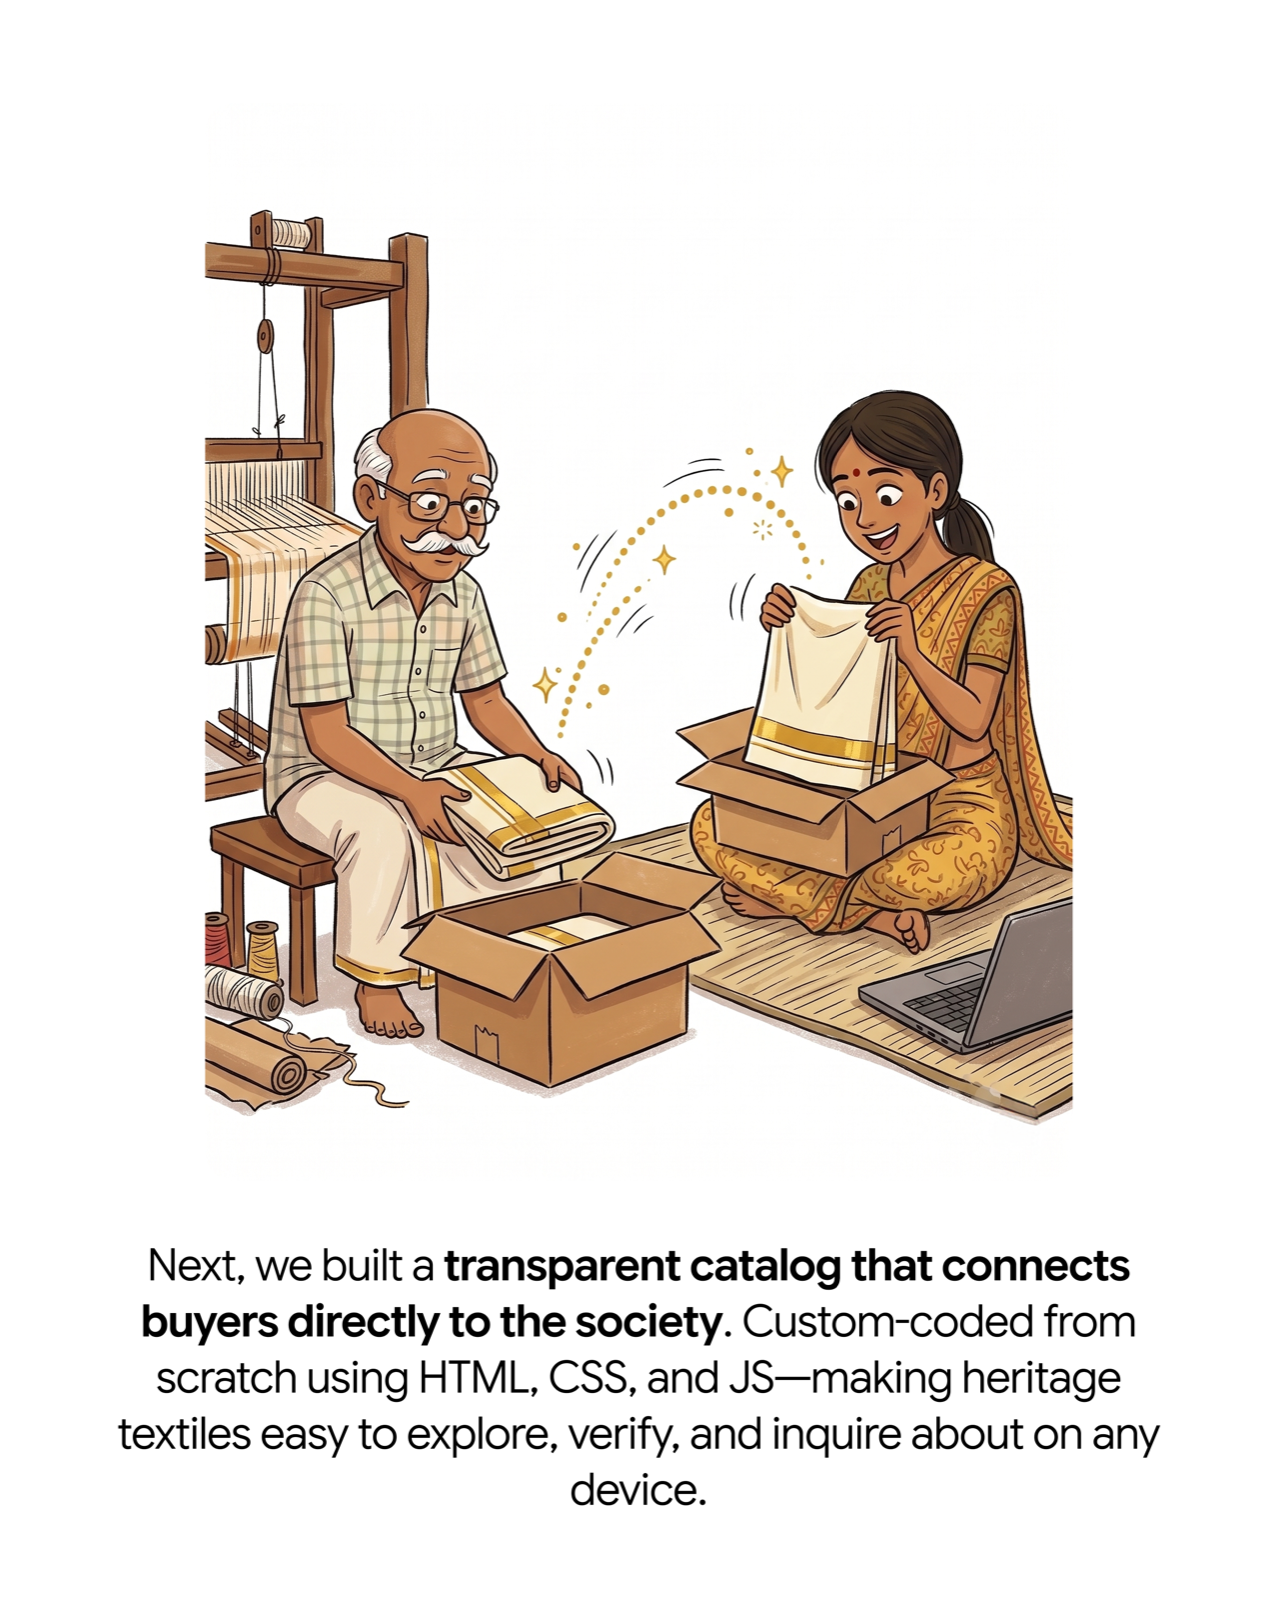 Next, we built a transparent catalog that connects
buyers directly to the society. Custom-coded from
scratch using HTML, CSS, and JS—making heritage
textiles easy to explore, verify, and inquire about on any
device.